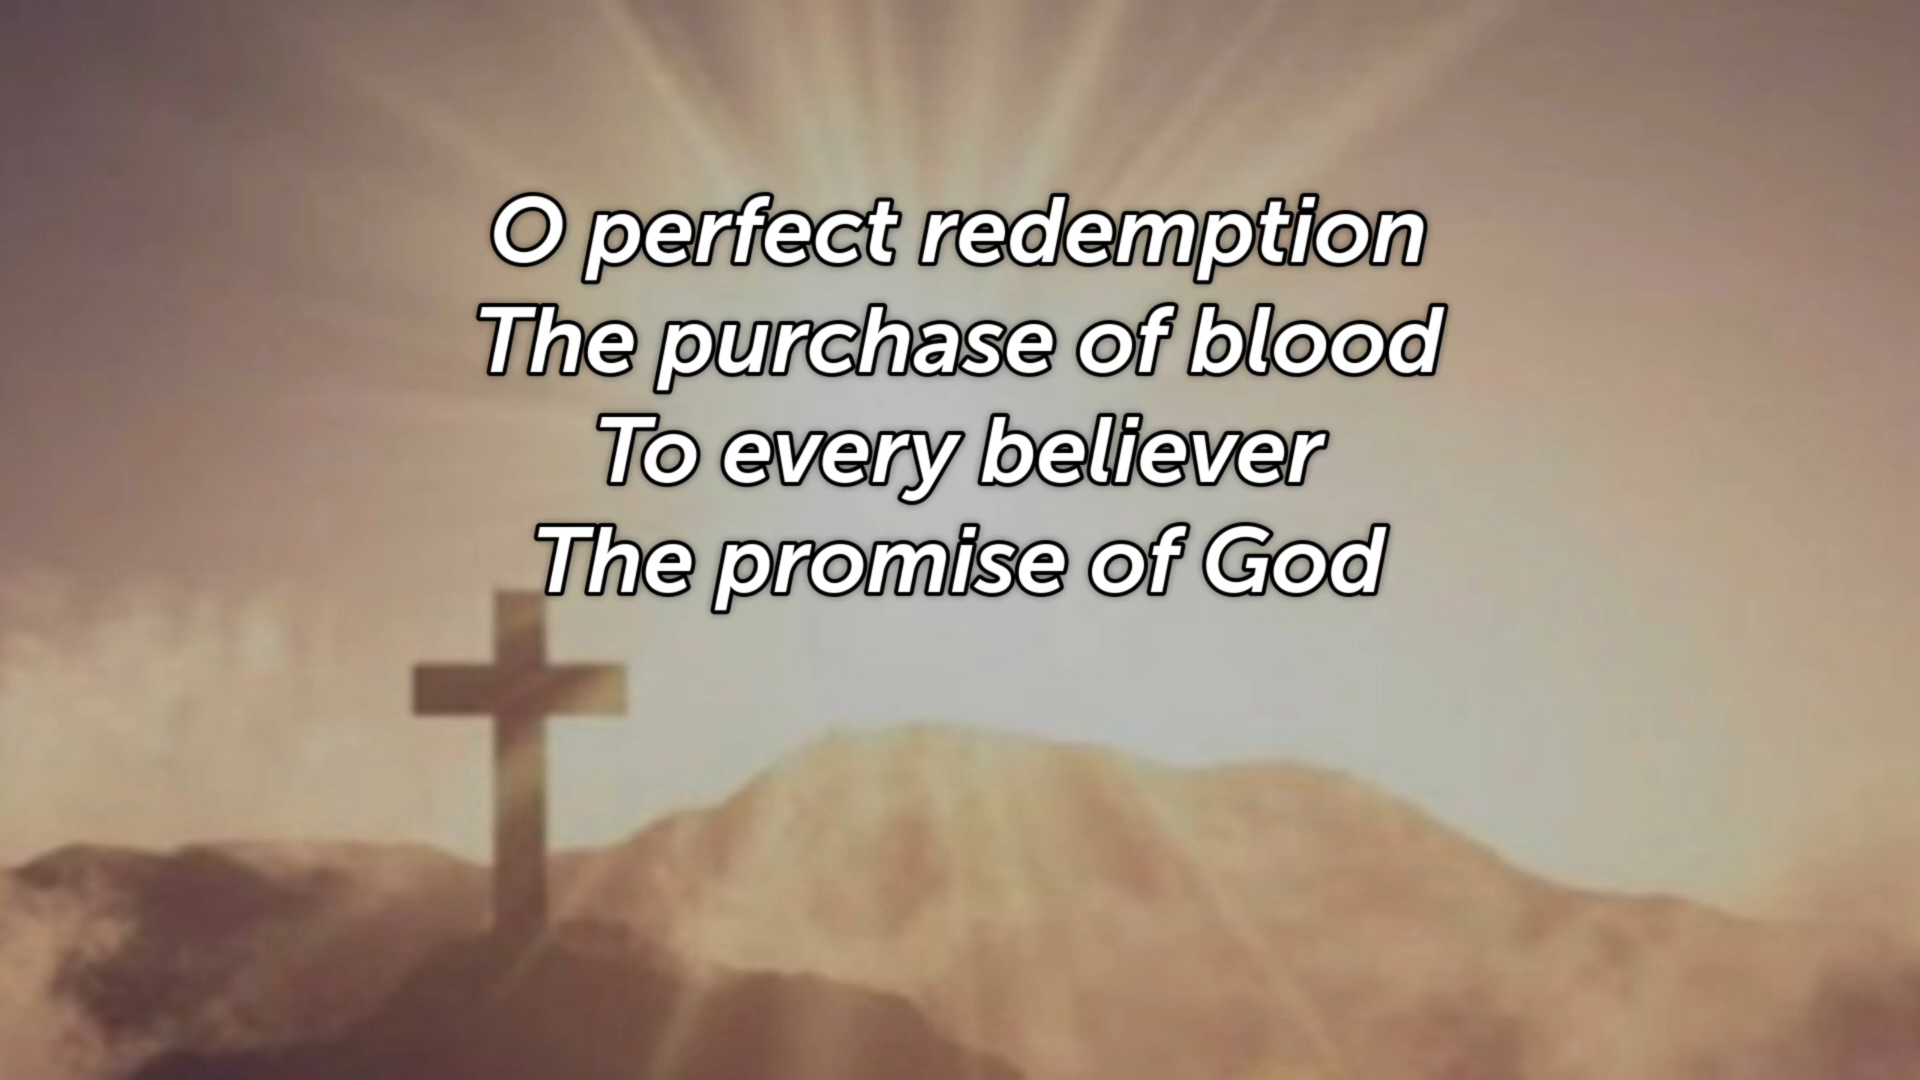 O perfect redemption
The purchase of blood
To every believer
The promise of God